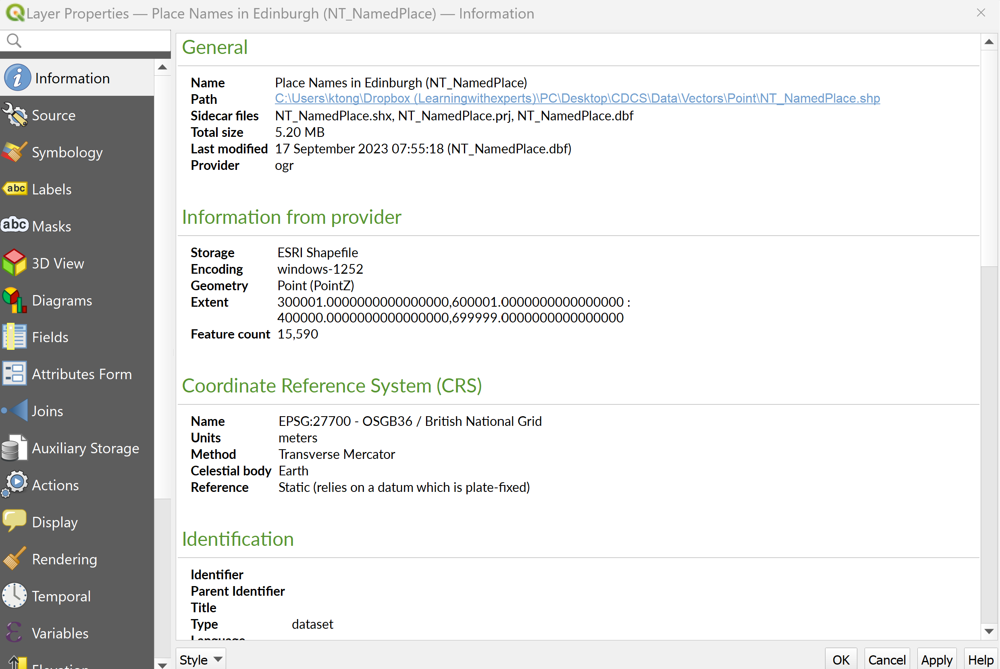 Layer Properties — Place Names in Edinburgh (NT_NamedPlace) — Information
Information
Source
Symbology
abc Labels
abc Masks
3D View
Diagrams
Fields
Attributes Form
Joins
Auxiliary Storage
Actions
Display
Rendering
Temporal
Variables
Elevation
General
Name Place Names in Edinburgh (NT_NamedPlace)
Path C:\Users\ktong\Dropbox (Learningwithexperts)\PC\Desktop\CDCS\Data\Vectors\Point\NT_NamedPlace.shp
Sidecar files NT_NamedPlace.shx, NT_NamedPlace.prj, NT_NamedPlace.dbf
Total size 5.20 MB
Last modified 17 September 2023 07:55:18 (NT_NamedPlace.dbf)
Provider ogr
Information from provider
Storage ESRI Shapefile
Encoding windows-1252
Geometry Point (PointZ)
Extent 300001.0000000000000000,600001.0000000000000000 :
400000.0000000000000000,699999.0000000000000000
Feature count 15,590
Coordinate Reference System (CRS)
Name EPSG:27700 - OSGB36 / British National Grid
Units meters
Method Transverse Mercator
Celestial body Earth
Reference Static (relies on a datum which is plate-fixed)
Identification
Identifier
Parent Identifier
Title
Type dataset
Language
Style
OK Cancel Apply Help